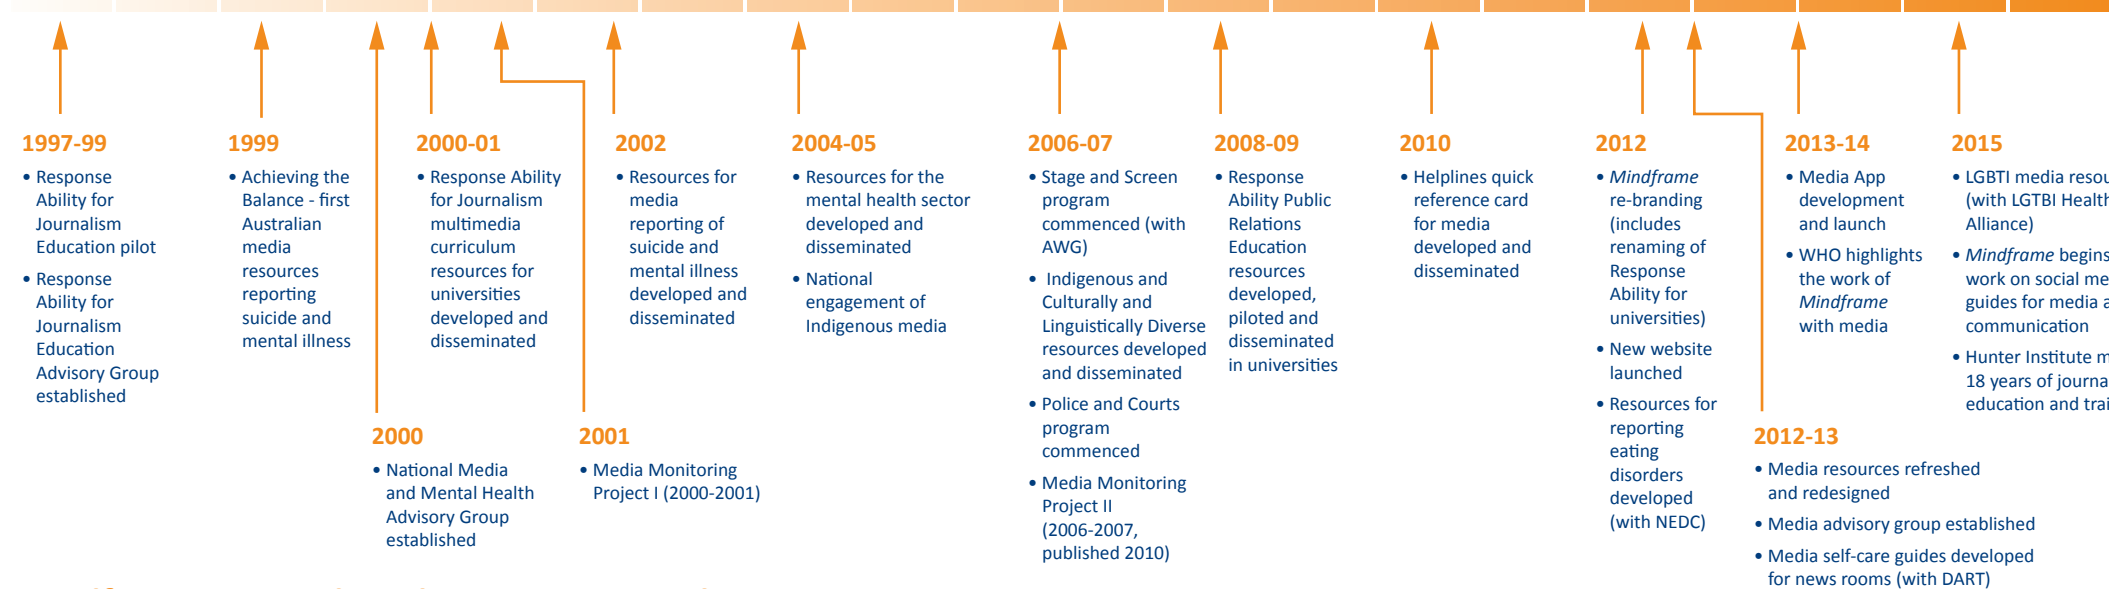 1997-99
• Response
Ability for
Journalism
Education pilot
• Response
Ability for
Journalism
Education
Advisory Group
established
1999
• Achieving the
Balance - first
Australian
media
resources
reporting
suicide and
mental illness
2000
• National Media
and Mental Health
Advisory Group
established
2000-01
• Response Ability
for Journalism
multimedia
curriculum
resources for
universities
developed and
disseminated
2001
• Media Monitoring
Project I (2000-2001)
2002
• Resources for
media
reporting of
suicide and
mental illness
developed and
disseminated
2004-05
• Resources for the
mental health sector
developed and
disseminated
• National
engagement of
Indigenous media
2006-07
• Stage and Screen
program
commenced (with
AWG)
• Indigenous and
Culturally and
Linguistically Diverse
resources developed
and disseminated
• Police and Courts
program
commenced
• Media Monitoring
Project II
(2006-2007,
published 2010)
2008-09
• Response
Ability Public
Relations
Education
resources
developed,
piloted and
disseminated
in universities
2010
• Helplines quick
reference card
for media
developed and
disseminated
2012
• Mindframe
re-branding
(includes
renaming of
Response
Ability for
universities)
• New website
launched
• Resources for
reporting
eating
disorders
developed
(with NEDC)
2012-13
• Media resources refreshed
and redesigned
• Media advisory group established
• Media self-care guides developed
for news rooms (with DART)
2013-14
• Media App
development
and launch
• WHO highlights
the work of
Mindframe
with media
2015
• LGBTI media
(with LGTBI Health
Alliance)
• Mindframe begins
work on social
guides for media
communication
• Hunter Institute
18 years of
education and